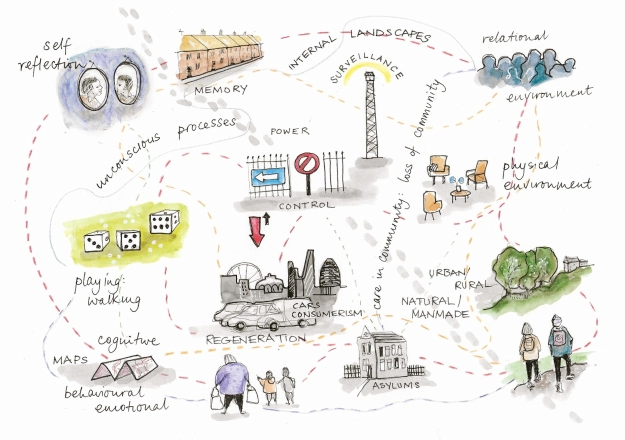 self
reflection:
MEMORY
INTERNAL LANDSCAPES
SURVEILLANCE
relational
environment
unconscious processes
POWER
CONTROL
care in community: loss of community
physical
environment
playing:
walking
CARS
CONSUMERISM
REGENERATION
URBAN/
RURAL
NATURAL/
MANMADE
cognitive
MAPS
behavioural
emotional
ASYLUMS